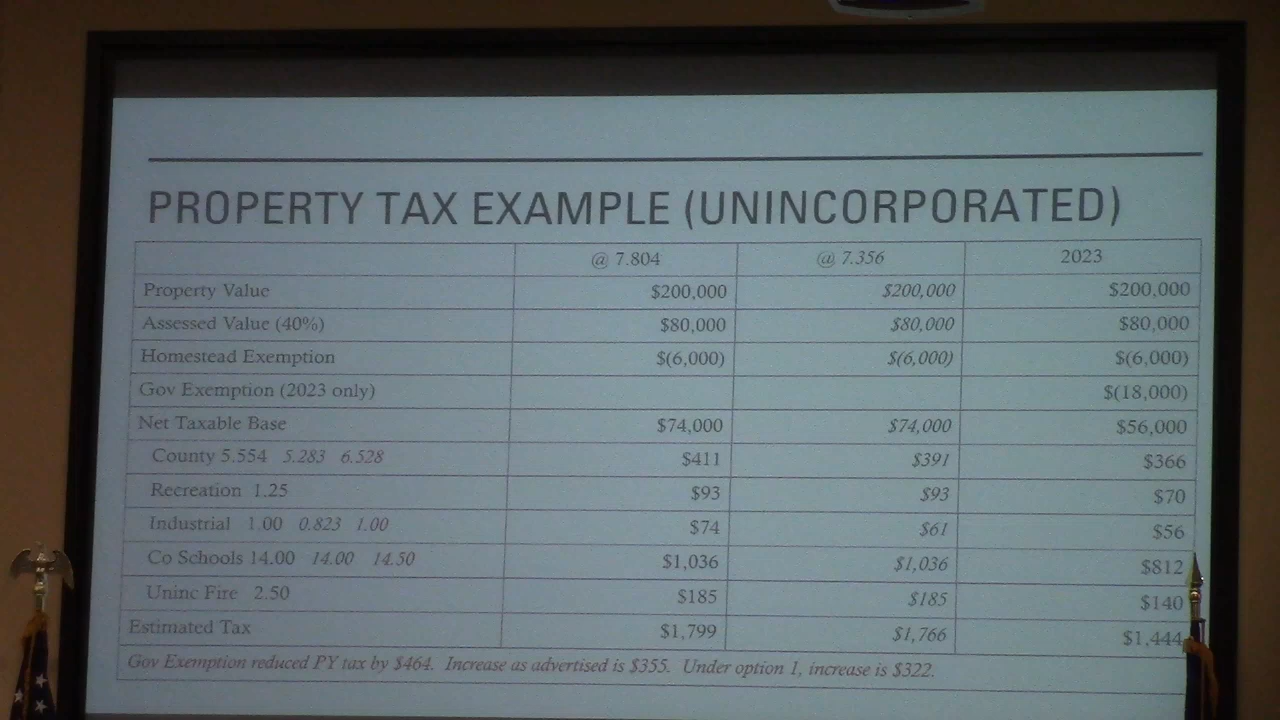 PROPERTY TAX EXAMPLE (UNINCORPORATED)
@ 7.804 @ 7.356 2023
Property Value $200,000 $200,000 $200,000
Assessed Value (40%) $80,000 $80,000 $80,000
Homestead Exemption $(6,000) $(6,000) $(6,000)
Gov Exemption (2023 only) $(18,000)
Net Taxable Base $74,000 $74,000 $56,000
County 5.554 5.283 6.528 $411 $391 $366
Recreation 1.25 $93 $93 $70
Industrial 1.00 0.823 1.00 $74 $61 $56
Co Schools 14.00 14.00 14.50 $1,036 $1,036 $812
Uninc Fire 2.50 $185 $185 $140
Estimated Tax $1,799 $1,766 $1,444
Gov Exemption reduced PY tax by $464. Increase as advertised is $355. Under option 1, increase is $322.